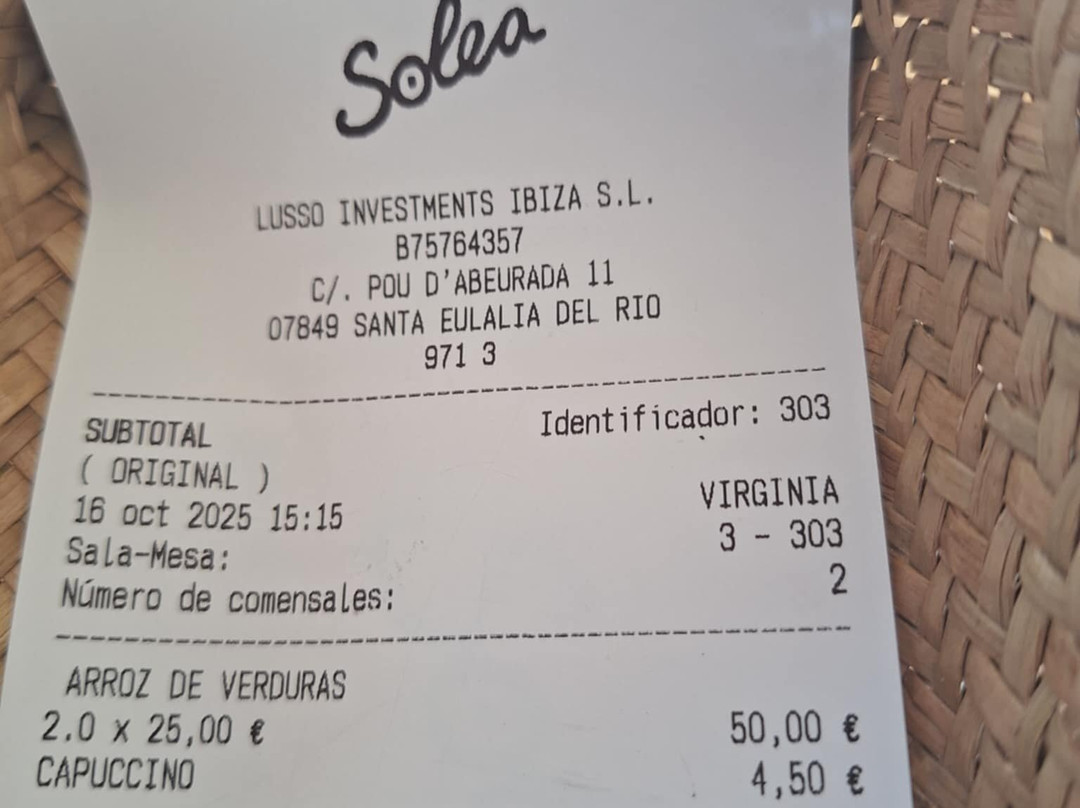 Solea
LUSSO INVESTMENTS IBIZA S.L.
B75764357
C/. POU D'ABEURADA 11
07849 SANTA EULALIA DEL RIO
971 3
SUBTOTAL Identificador: 303
( ORIGINAL )
16 oct 2025 15:15 VIRGINIA
Sala-Mesa: 3 - 303
Número de comensales: 2
ARROZ DE VERDURAS
2.0 x 25,00 € 50,00 €
CAPUCCINO 4,50 €